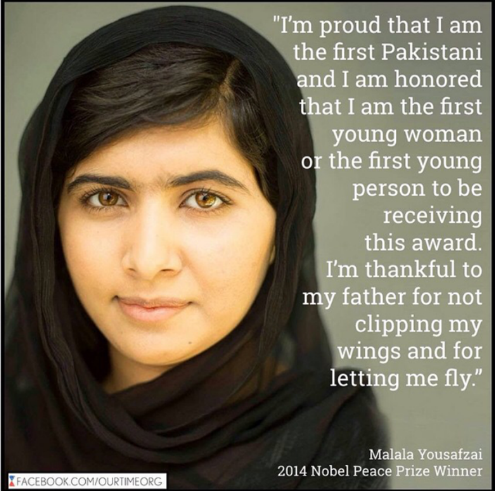 "I'm proud that I am
the first Pakistani
and I am honored
that I am the first
young woman
or the first young
person to be
receiving
this award.
I'm thankful to
my father for not
clipping my
wings and for
letting me fly."
Malala Yousafzai
2014 Nobel Peace Prize Winner
FACEBOOK.COM/OURTIMEORG